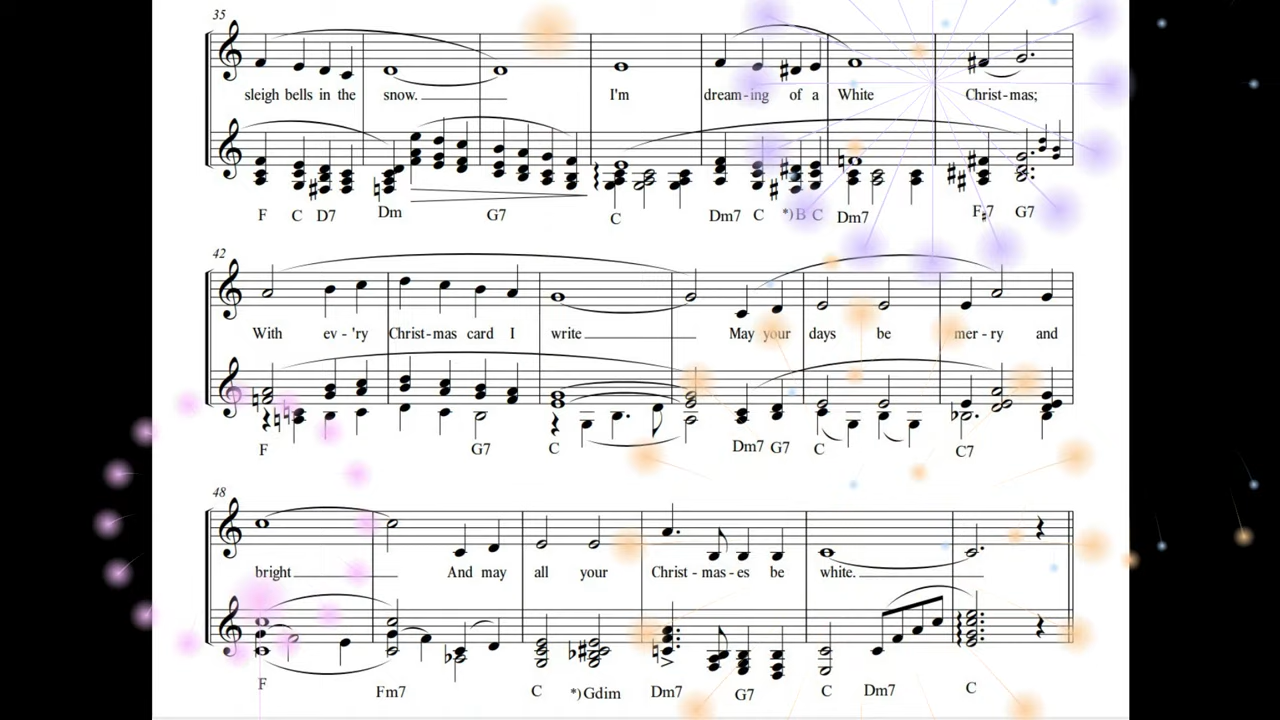 35
sleigh bells in the snow. I'm dream-ing of a White Christ-mas;
F C D7 Dm G7 C Dm7 C *)B C Dm7 F♯7 G7
42
With ev-'ry Christ-mas card I write May your days be mer-ry and
F G7 C Dm7 G7 C C7
48
bright And may all your Christ-mas-es be white.
F Fm7 C *)Gdim Dm7 G7 C Dm7 C